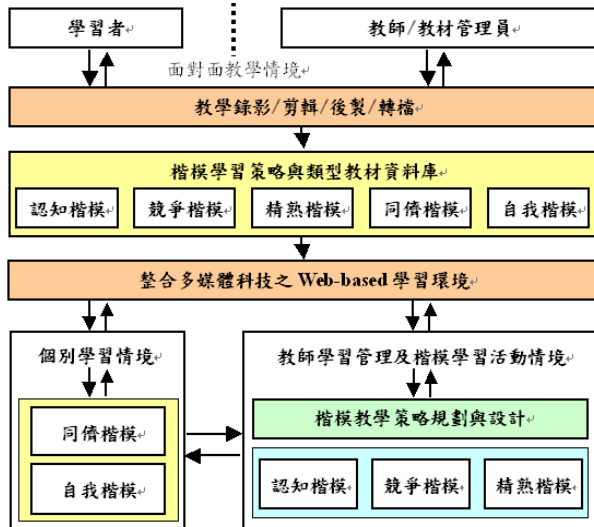 學習者
教師/教材管理員
面對面教學情境
教學錄影/剪輯/後製/轉檔
楷模學習策略與類型教材資料庫
認知楷模
競爭楷模
精熟楷模
同儕楷模
自我楷模
整合多媒體科技之 Web-based 學習環境
個別學習情境
同儕楷模
自我楷模
教師學習管理及楷模學習活動情境
楷模教學策略規劃與設計
認知楷模
競爭楷模
精熟楷模